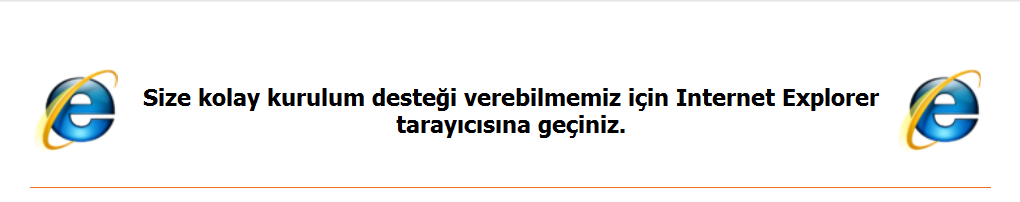 Size kolay kurulum desteği verebilmemiz için Internet Explorer
tarayıcısına geçiniz.